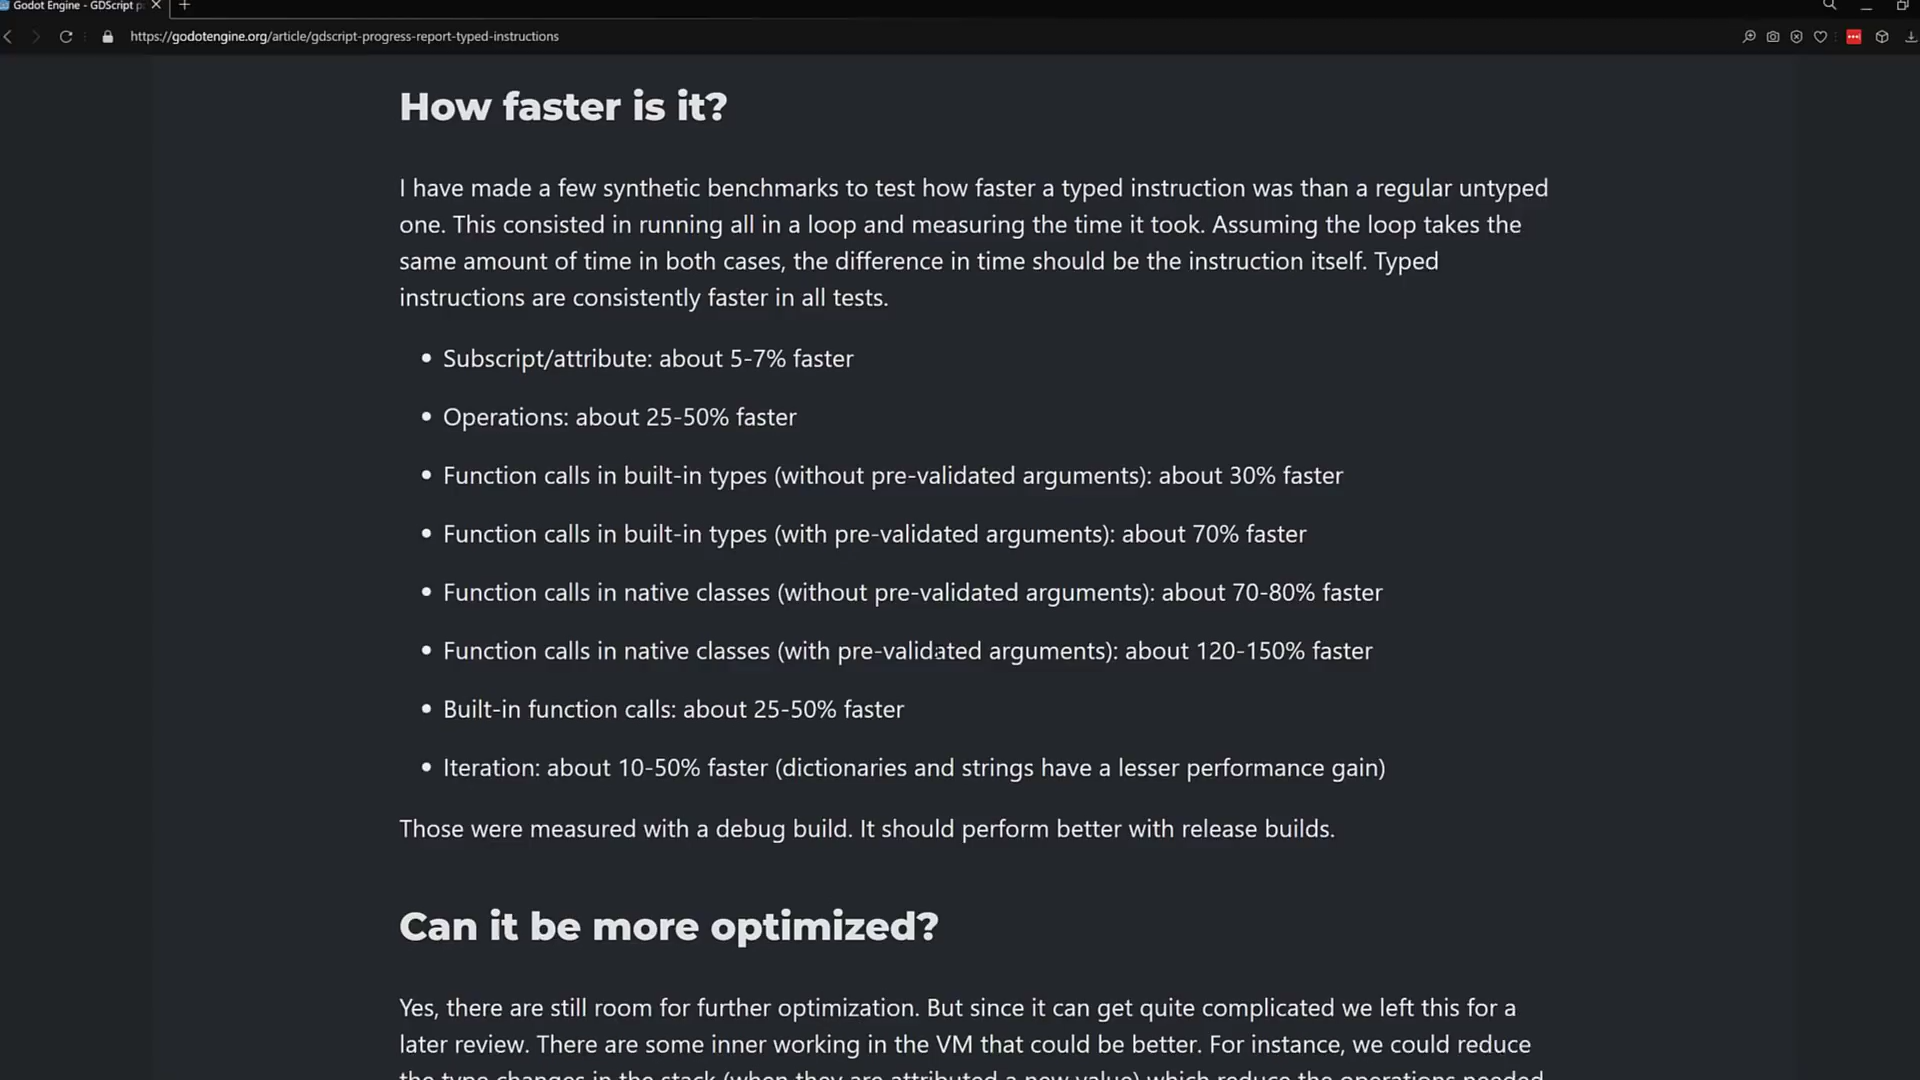 Godot Engine - GDScript
https://godotengine.org/article/gdscript-progress-report-typed-instructions
How faster is it?
I have made a few synthetic benchmarks to test how faster a typed instruction was than a regular untyped
one. This consisted in running all in a loop and measuring the time it took. Assuming the loop takes the
same amount of time in both cases, the difference in time should be the instruction itself. Typed
instructions are consistently faster in all tests.
• Subscript/attribute: about 5-7% faster
• Operations: about 25-50% faster
• Function calls in built-in types (without pre-validated arguments): about 30% faster
• Function calls in built-in types (with pre-validated arguments): about 70% faster
• Function calls in native classes (without pre-validated arguments): about 70-80% faster
• Function calls in native classes (with pre-validated arguments): about 120-150% faster
• Built-in function calls: about 25-50% faster
• Iteration: about 10-50% faster (dictionaries and strings have a lesser performance gain)
Those were measured with a debug build. It should perform better with release builds.
Can it be more optimized?
Yes, there are still room for further optimization. But since it can get quite complicated we left this for a
later review. There are some inner working in the VM that could be better. For instance, we could reduce
the type changes in the stack (when they are attributed a new value) which reduce the operations needed